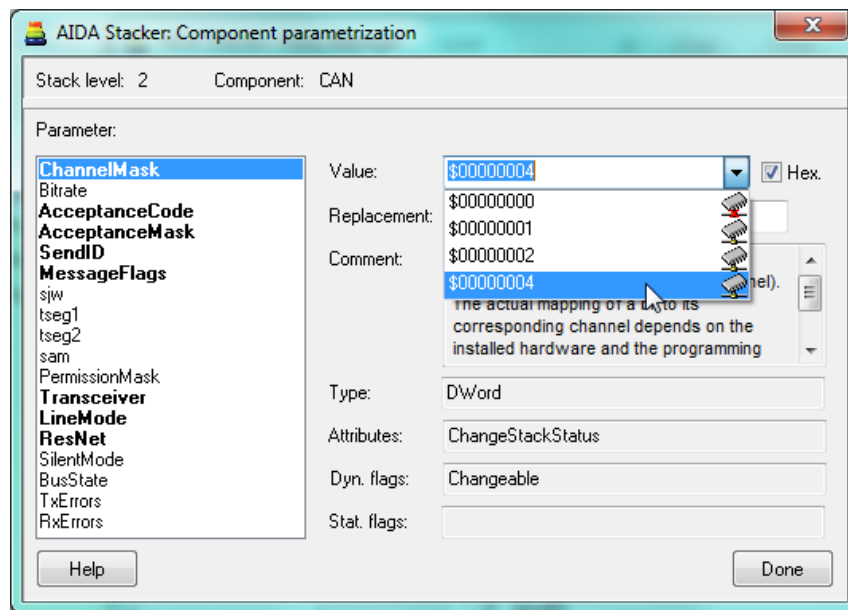 AIDA Stacker: Component parametrization
Stack level: 2 Component: CAN
Parameter:
ChannelMask
Bitrate
AcceptanceCode
AcceptanceMask
SendID
MessageFlags
sjw
tseg1
tseg2
sam
PermissionMask
Transceiver
LineMode
ResNet
SilentMode
BusState
TxErrors
RxErrors
Value: $00000004 Hex.
$00000000
Replacement:
$00000001
Comment:
$00000002
$00000004 nel).
The actual mapping of a to its
corresponding channel depends on the
installed hardware and the programming
Type: DWord
Attributes: ChangeStackStatus
Dyn. flags: Changeable
Stat. flags:
Help Done